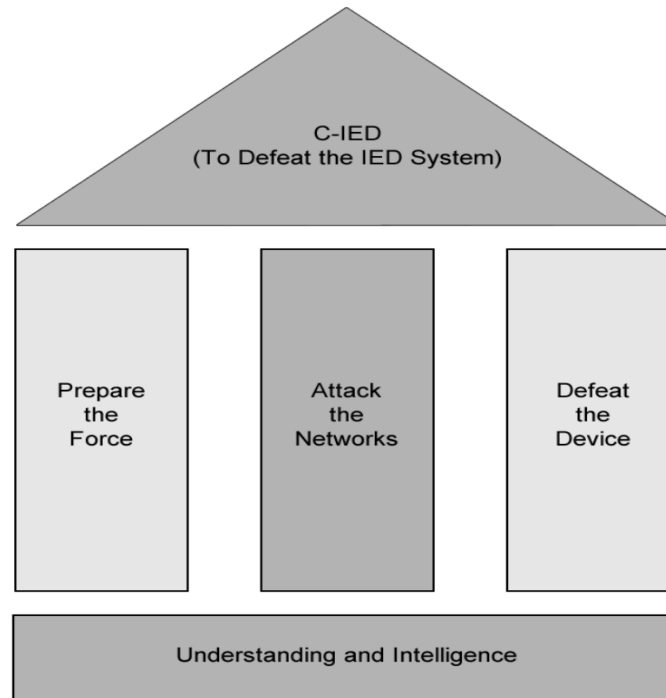 C-IED
(To Defeat the IED System)
Prepare
the
Force
Attack
the
Networks
Defeat
the
Device
Understanding and Intelligence